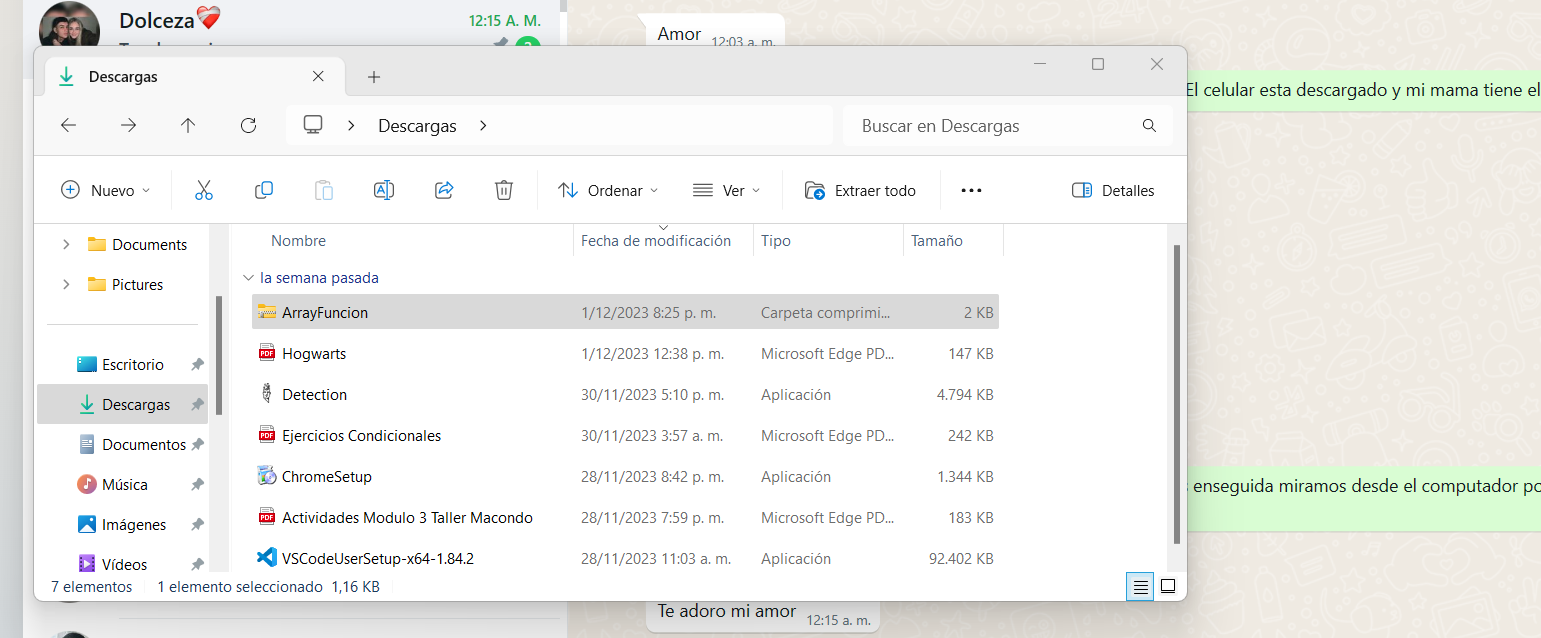 Dolceza
12:15 A. M.
Amor
12:03 a. m.
Descargas
El celular esta descargado y mi mama tiene el
Descargas
Buscar en Descargas
Nuevo
Ordenar
Ver
Extraer todo
Detalles
Documents
Pictures
Escritorio
Descargas
Documentos
Música
Imágenes
Vídeos
Nombre Fecha de modificación Tipo Tamaño
la semana pasada
ArrayFuncion 1/12/2023 8:25 p. m. Carpeta comprimi... 2 KB
Hogwarts 1/12/2023 12:38 p. m. Microsoft Edge PD... 147 KB
Detection 30/11/2023 5:10 p. m. Aplicación 4.794 KB
Ejercicios Condicionales 30/11/2023 3:57 a. m. Microsoft Edge PD... 242 KB
ChromeSetup 28/11/2023 8:42 p. m. Aplicación 1.344 KB
Actividades Modulo 3 Taller Macondo 28/11/2023 7:59 p. m. Microsoft Edge PD... 183 KB
VSCodeUserSetup-x64-1.84.2 28/11/2023 11:03 a. m. Aplicación 92.402 KB
enseguida miramos desde el computador
7 elementos 1 elemento seleccionado 1,16 KB
Te adoro mi amor
12:15 a. m.